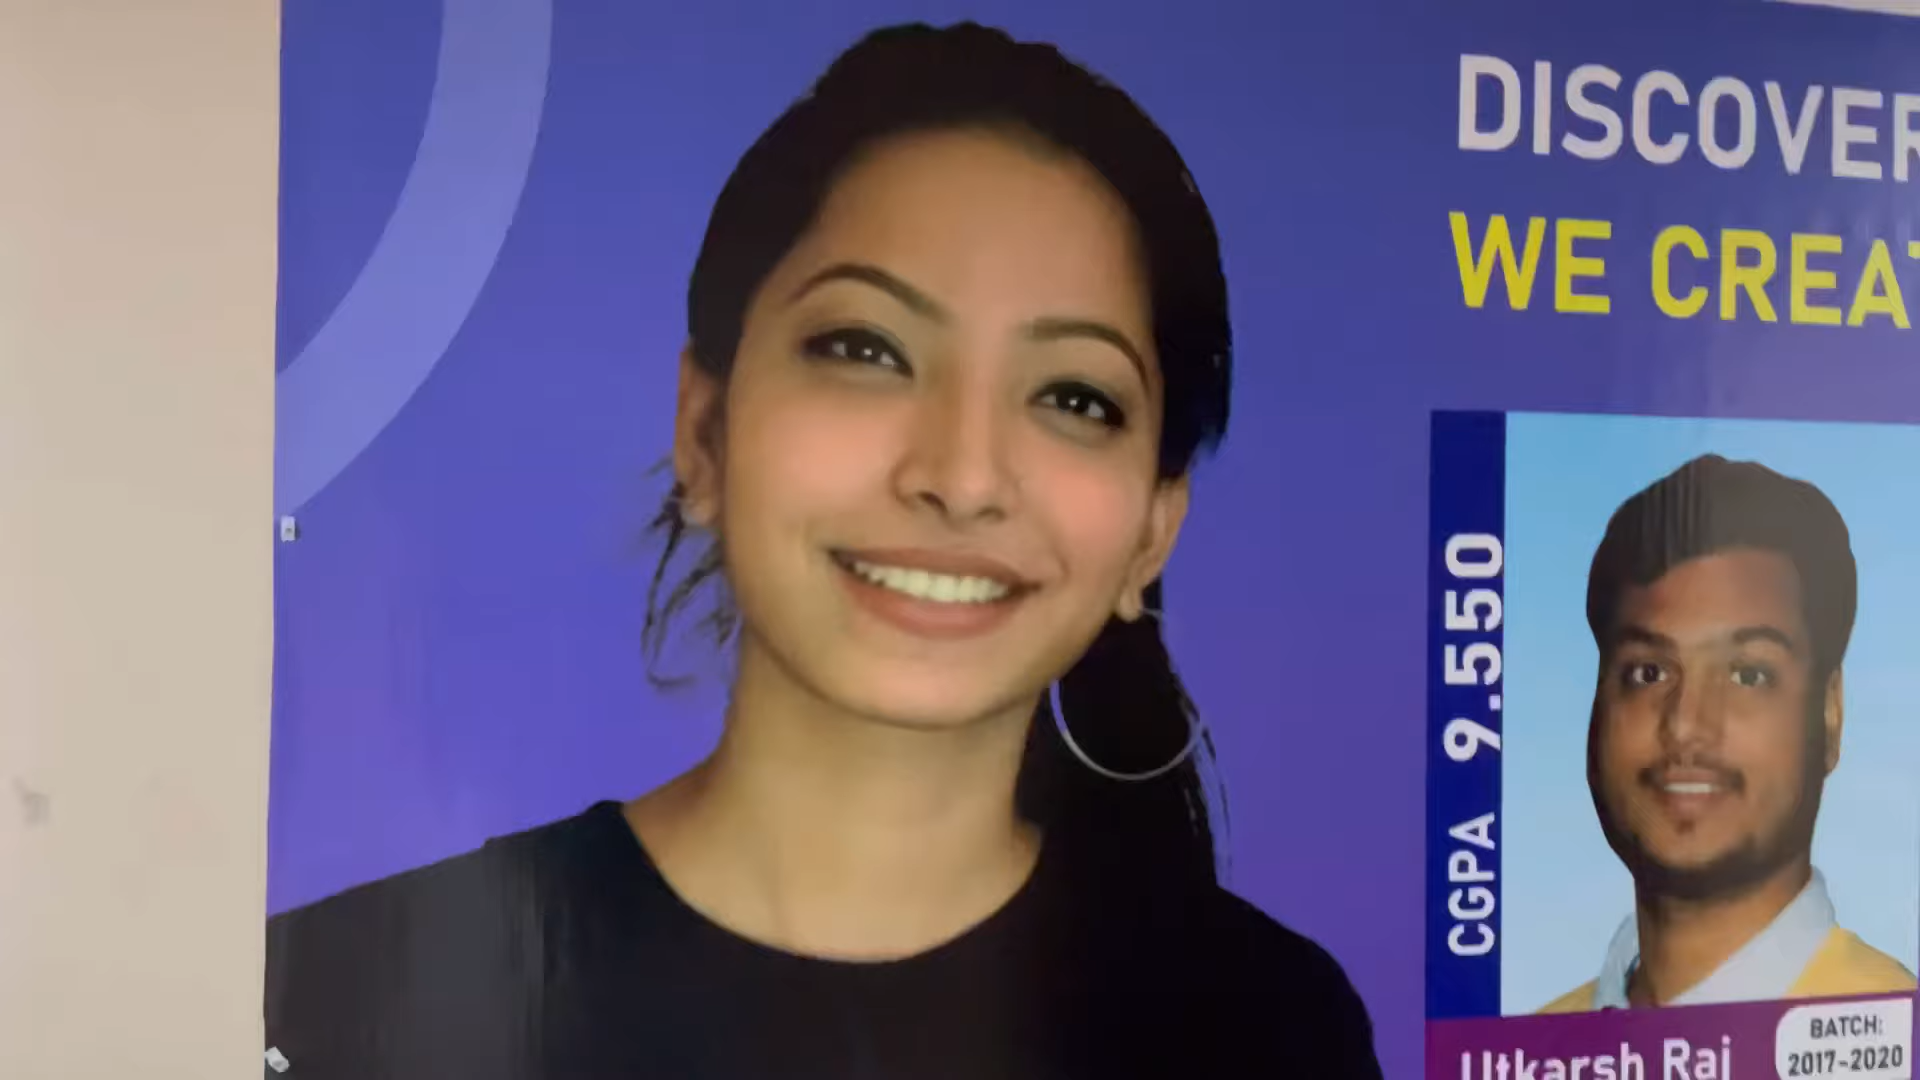 DISCOVER
WE CREAT
CGPA 9.550
Utkarsh Raj
BATCH:
2017-2020